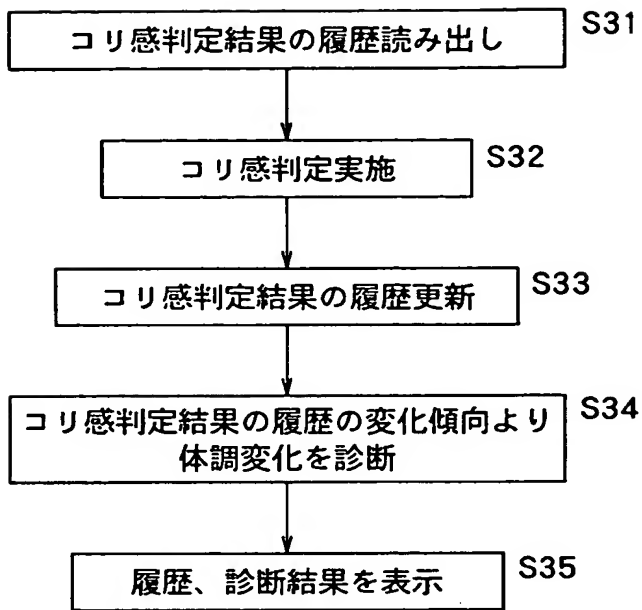 コリ感判定結果の履歴読み出し S31
コリ感判定実施 S32
コリ感判定結果の履歴更新 S33
コリ感判定結果の履歴の変化傾向より S34
体調変化を診断
履歴、診断結果を表示 S35